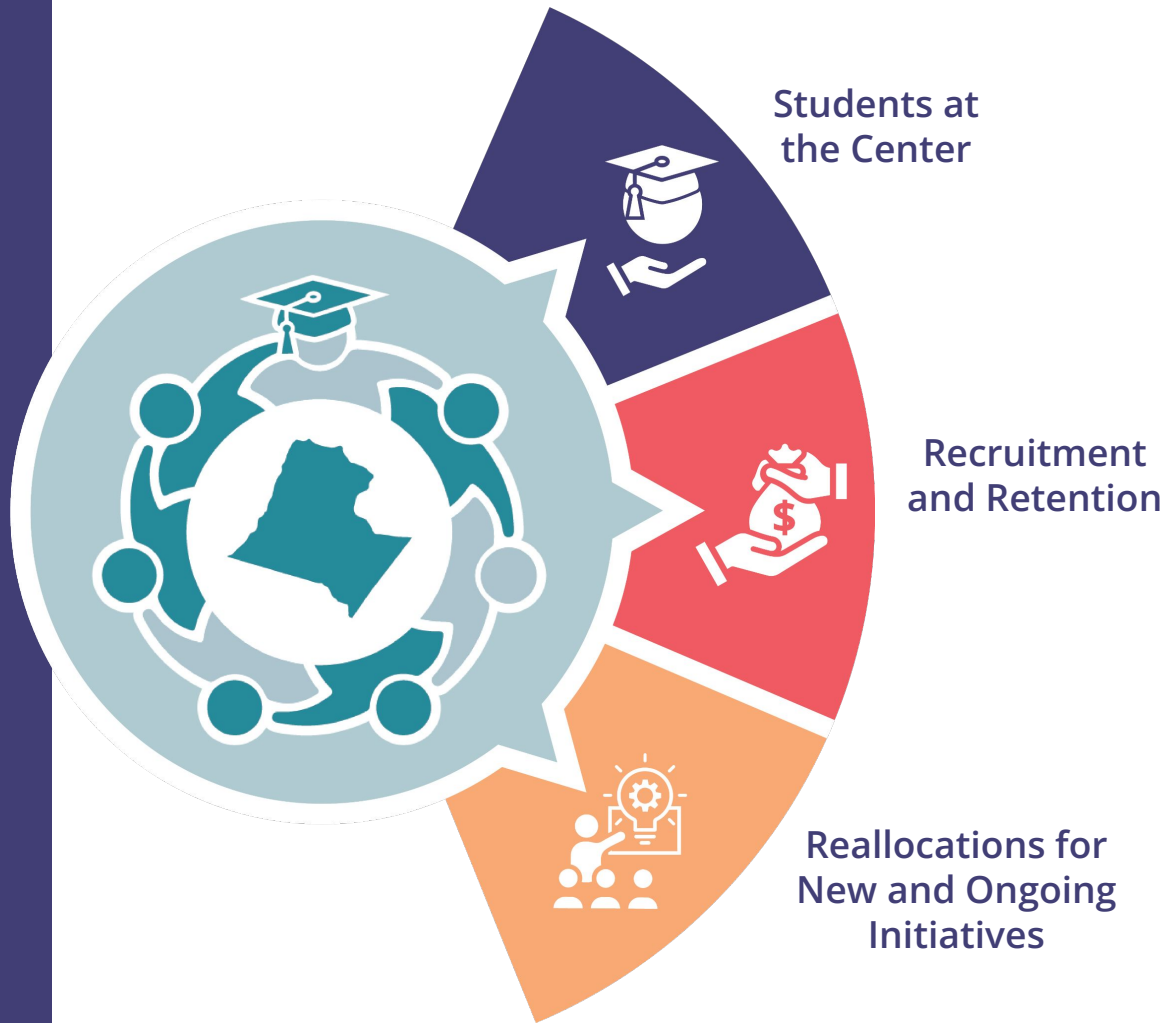 Students at
the Center
$
Recruitment
and Retention
Reallocations for
New and Ongoing
Initiatives